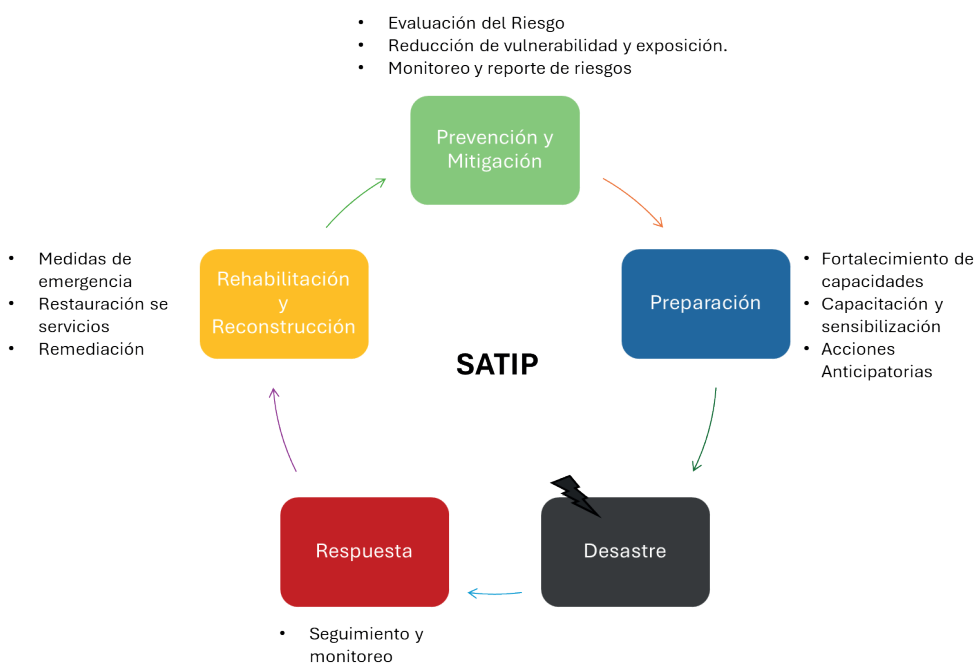 • Evaluación del Riesgo
• Reducción de vulnerabilidad y exposición.
• Monitoreo y reporte de riesgos
Prevención y
Mitigación
• Medidas de
emergencia
• Restauración se
servicios
• Remediación
Rehabilitación
y
Reconstrucción
Preparación
• Fortalecimiento de
capacidades
• Capacitación y
sensibilización
• Acciones
Anticipatorias
SATIP
Respuesta
Desastre
• Seguimiento y
monitoreo